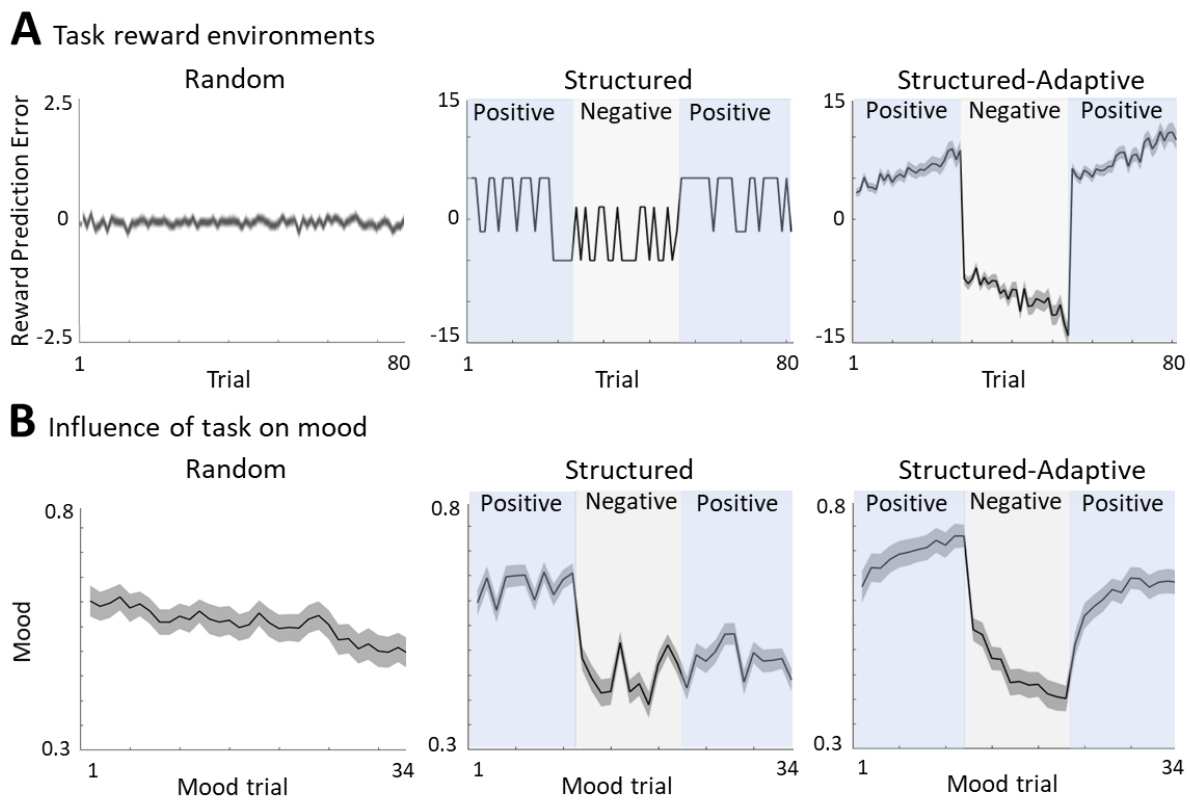 A Task reward environments
Random
Structured
Structured-Adaptive
Reward Prediction Error
2.5
0
-2.5
1
80
Trial
15
0
-15
Positive
Negative
Positive
1
80
Trial
15
0
-15
Positive
Negative
Positive
1
80
Trial
B Influence of task on mood
Random
Structured
Structured-Adaptive
Mood
0.8
0.3
1
34
Mood trial
0.8
0.3
Positive
Negative
Positive
1
34
Mood trial
0.8
0.3
Positive
Negative
Positive
1
34
Mood trial